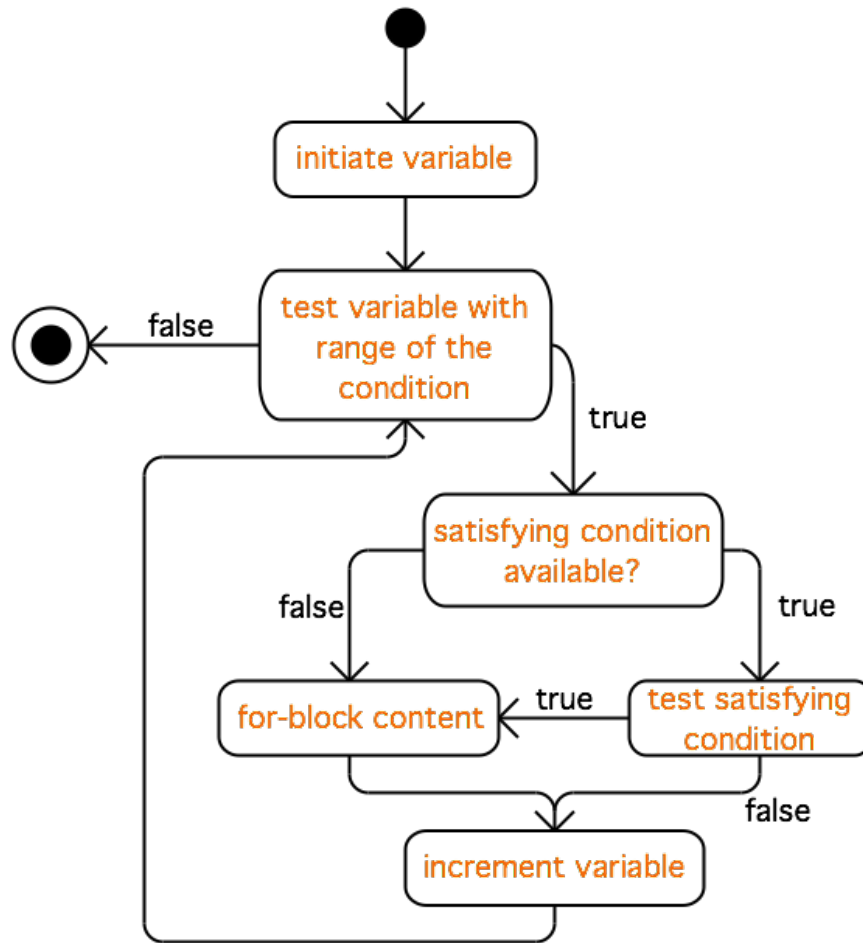 initiate variable
test variable with
range of the
condition
false
true
satisfying condition
available?
false
true
for-block content
true
test satisfying
condition
false
increment variable